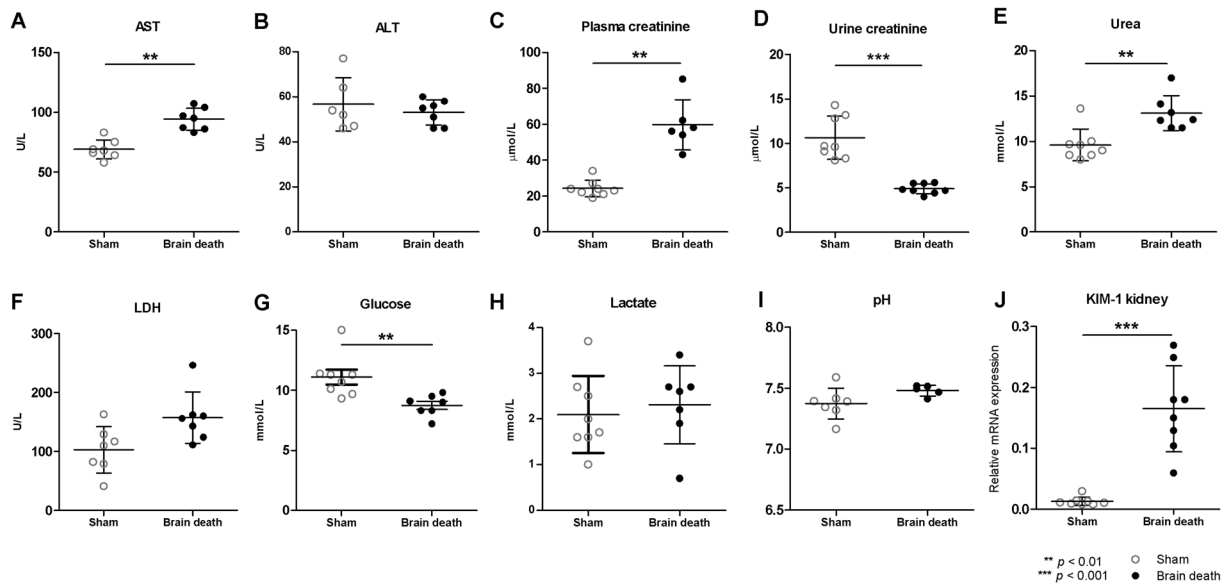 A
AST
150
100
50
0
U/L
**
Sham
Brain death
B
ALT
80
60
40
20
0
U/L
Sham
Brain death
C
Plasma creatinine
100
80
60
40
20
0
μmol/L
**
Sham
Brain death
D
Urine creatinine
20
15
10
5
0
μmol/L
***
Sham
Brain death
E
Urea
20
15
10
5
0
mmol/L
**
Sham
Brain death
F
LDH
300
200
100
0
U/L
Sham
Brain death
G
Glucose
15
10
5
0
mmol/L
**
Sham
Brain death
H
Lactate
4
3
2
1
0
mmol/L
Sham
Brain death
I
pH
8.0
7.5
7.0
6.5
Sham
Brain death
J
KIM-1 kidney
0.3
0.2
0.1
0.0
Relative mRNA expression
***
Sham
Brain death
** p < 0.01
*** p < 0.001
Sham
Brain death